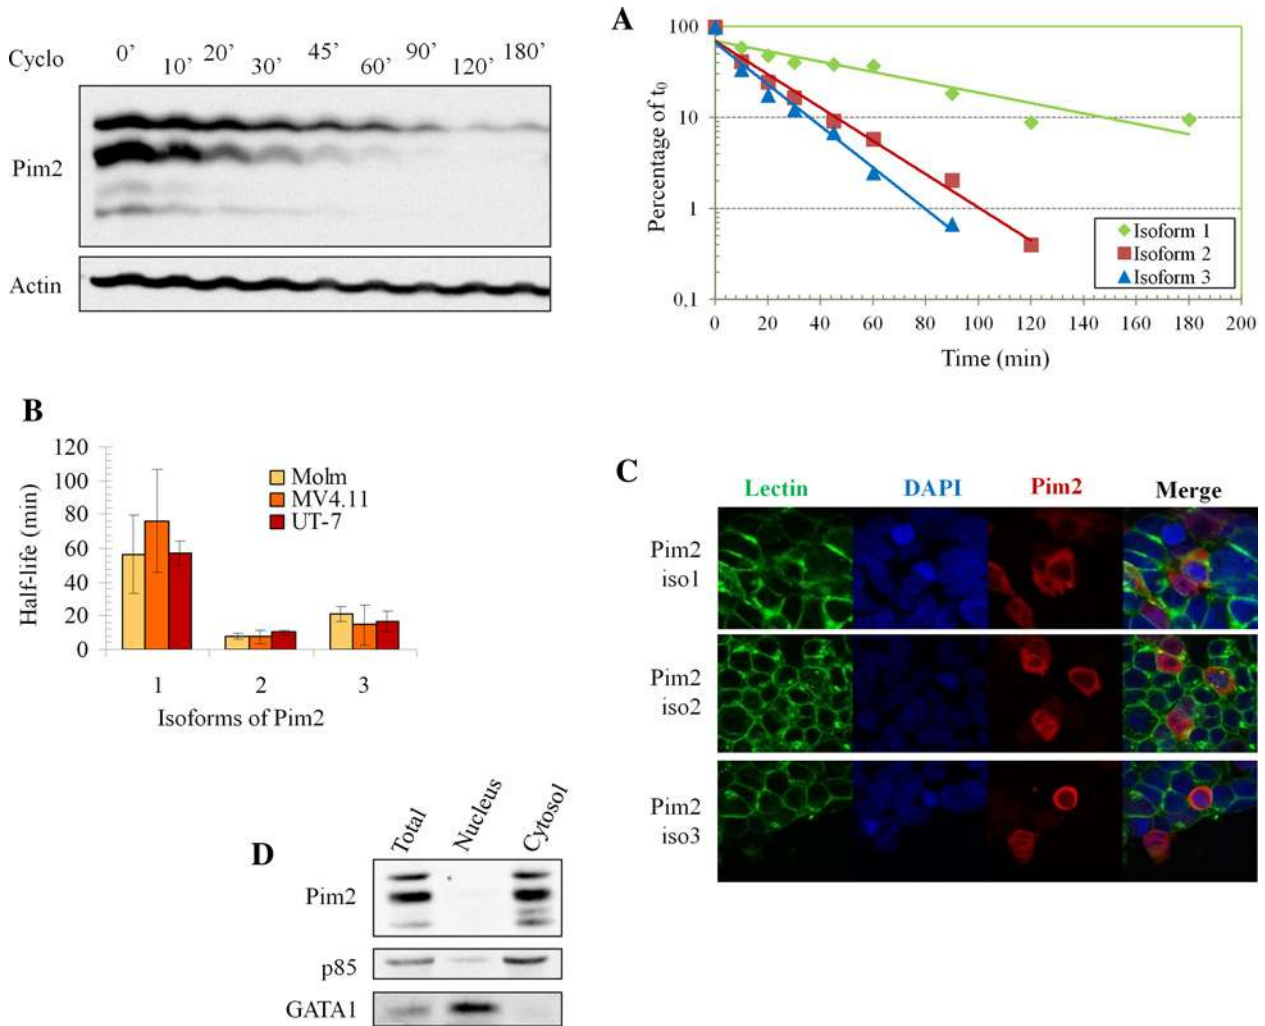 Cyclo 0’ 10’ 20’ 30’ 45’ 60’ 90’ 120’ 180’
Pim2
Actin
A
Percentage of t0
100
10
1
0.1
0 20 40 60 80 100 120 140 160 180 200
Time (min)
Isoform 1
Isoform 2
Isoform 3
B
Half-life (min)
120
100
80
60
40
20
0
Molm
MV4.11
UT-7
1 2 3
Isoforms of Pim2
C
Lectin DAPI Pim2 Merge
Pim2
iso1
Pim2
iso2
Pim2
iso3
D
Total Nucleus Cytosol
Pim2
p85
GATA1